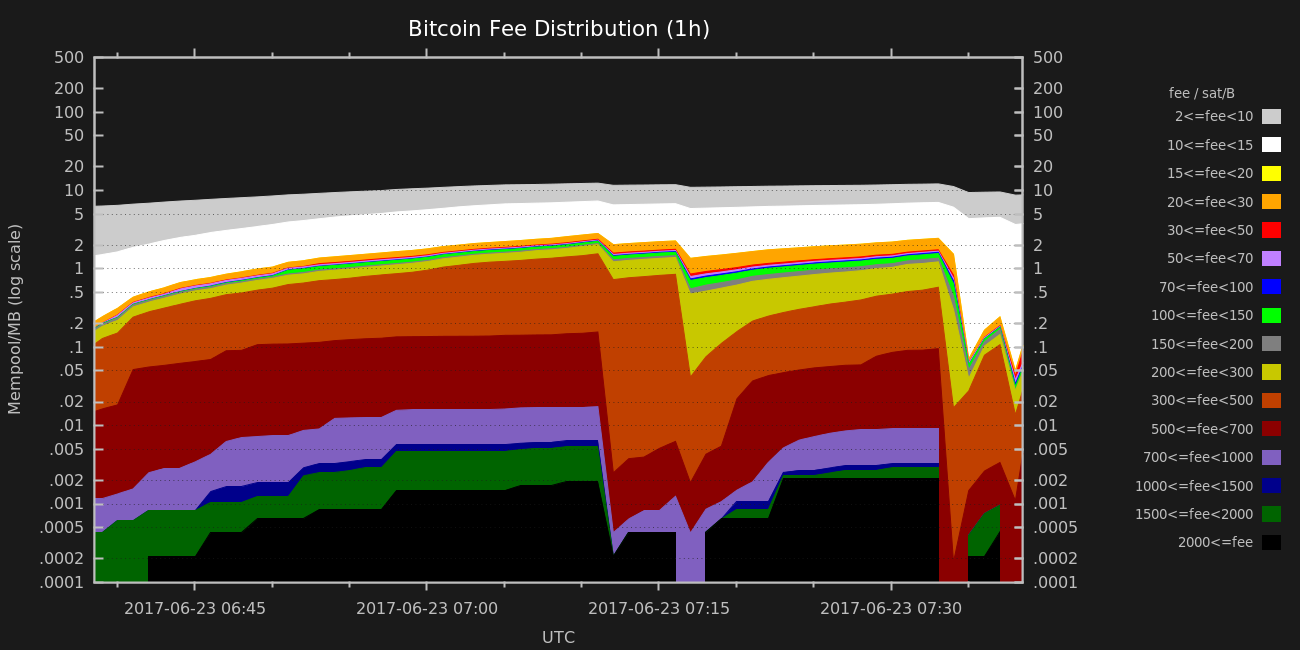 Bitcoin Fee Distribution (1h)
500 500
200 200
100 100
50 50
20 20
10 10
5 5
2 2
1 1
.5 .5
.2 .2
.1 .1
.05 .05
.02 .02
.01 .01
.005 .005
.002 .002
.001 .001
.0005 .0005
.0002 .0002
.0001 .0001
Mempool/MB (log scale)
2017-06-23 06:45 2017-06-23 07:00 2017-06-23 07:15 2017-06-23 07:30
UTC
fee / sat/B
2<=fee<10
10<=fee<15
15<=fee<20
20<=fee<30
30<=fee<50
50<=fee<70
70<=fee<100
100<=fee<150
150<=fee<200
200<=fee<300
300<=fee<500
500<=fee<700
700<=fee<1000
1000<=fee<1500
1500<=fee<2000
2000<=fee